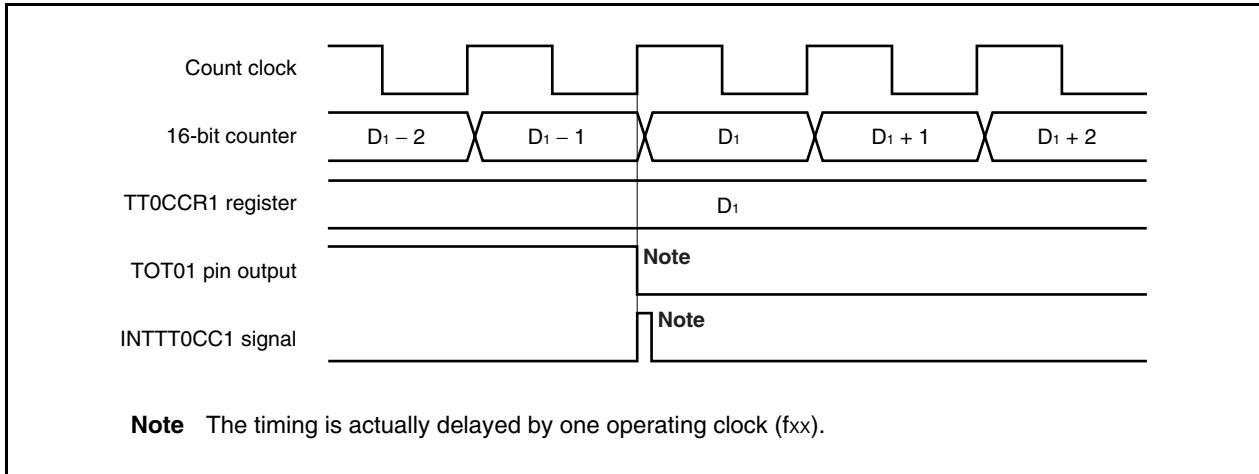 Count clock
16-bit counter
D1 − 2
D1 − 1
D1
D1 + 1
D1 + 2
TT0CCR1 register
D1
TOT01 pin output
Note
INTTT0CC1 signal
Note
Note The timing is actually delayed by one operating clock (fxx).